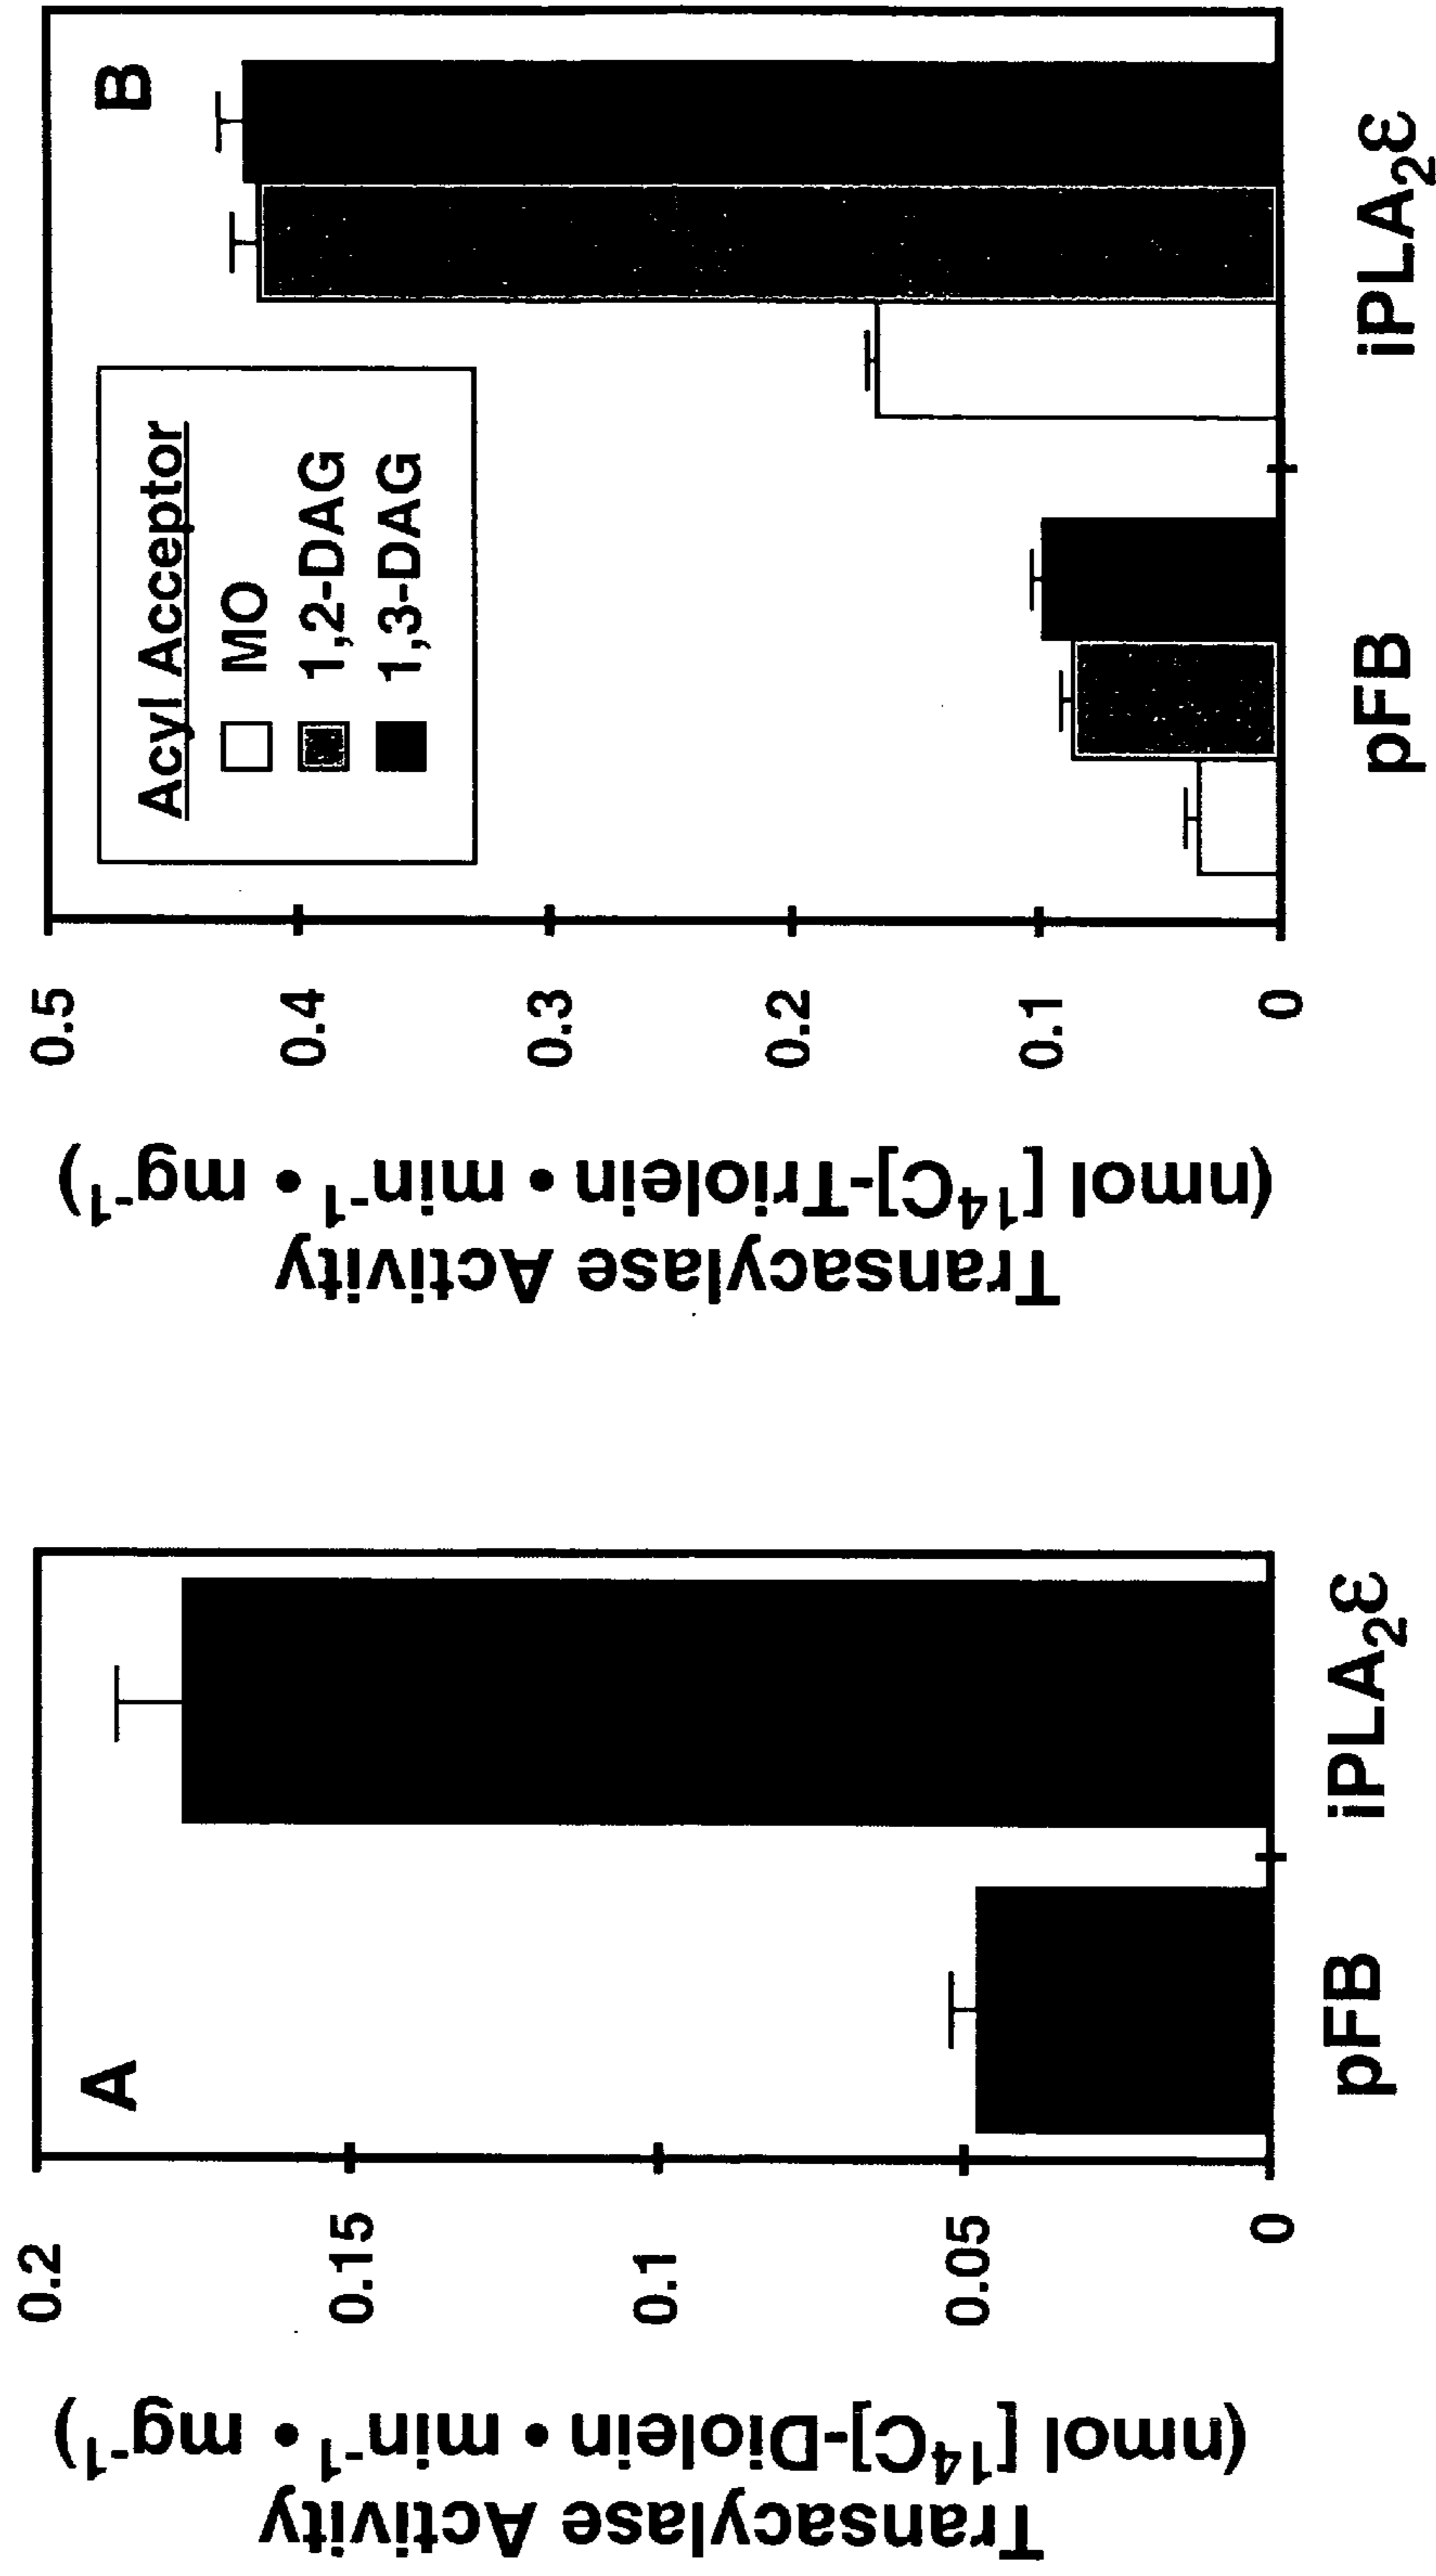 A
Transacylase Activity
(nmol [¹⁴C]-Diolein • min⁻¹ • mg⁻¹)
0.2
0.15
0.1
0.05
0
pFB
iPLA₂ε
B
Transacylase Activity
(nmol [¹⁴C]-Triolein • min⁻¹ • mg⁻¹)
0.5
0.4
0.3
0.2
0.1
0
Acyl Acceptor
MO
1,2-DAG
1,3-DAG
pFB
iPLA₂ε